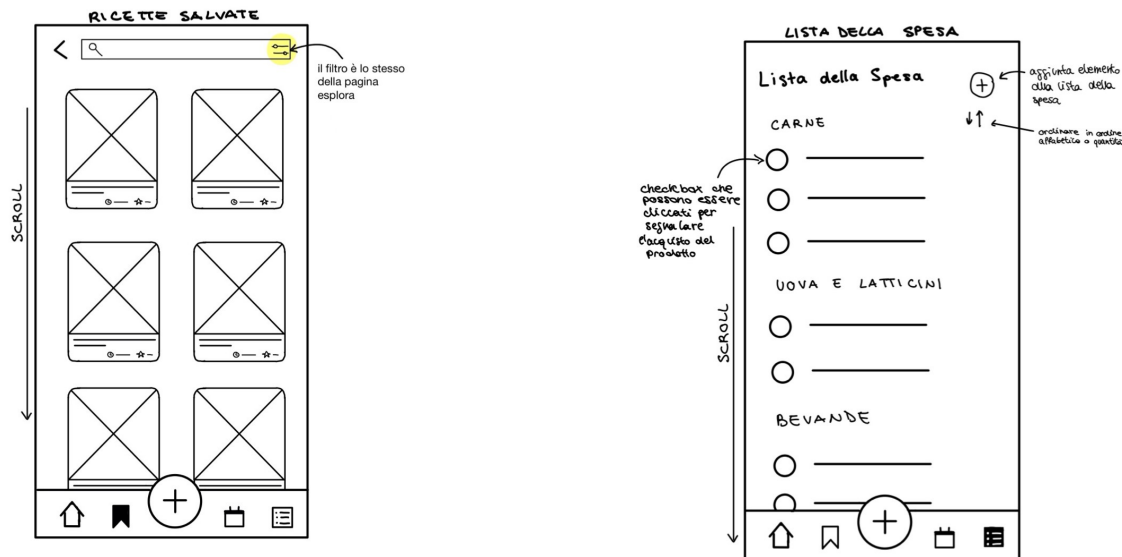 RICETTE SALVATE
il filtro è lo stesso
della pagina
esplora
SCROLL
LISTA DELLA SPESA
Lista della Spesa
aggiunta elemento
alla lista della
spesa
ordinare in ordine
alfabetico o quantità
CARNE
checkbox che
possono essere
cliccati per
segnalare
l'acquisto del
prodotto
UOVA E LATTICINI
SCROLL
BEVANDE